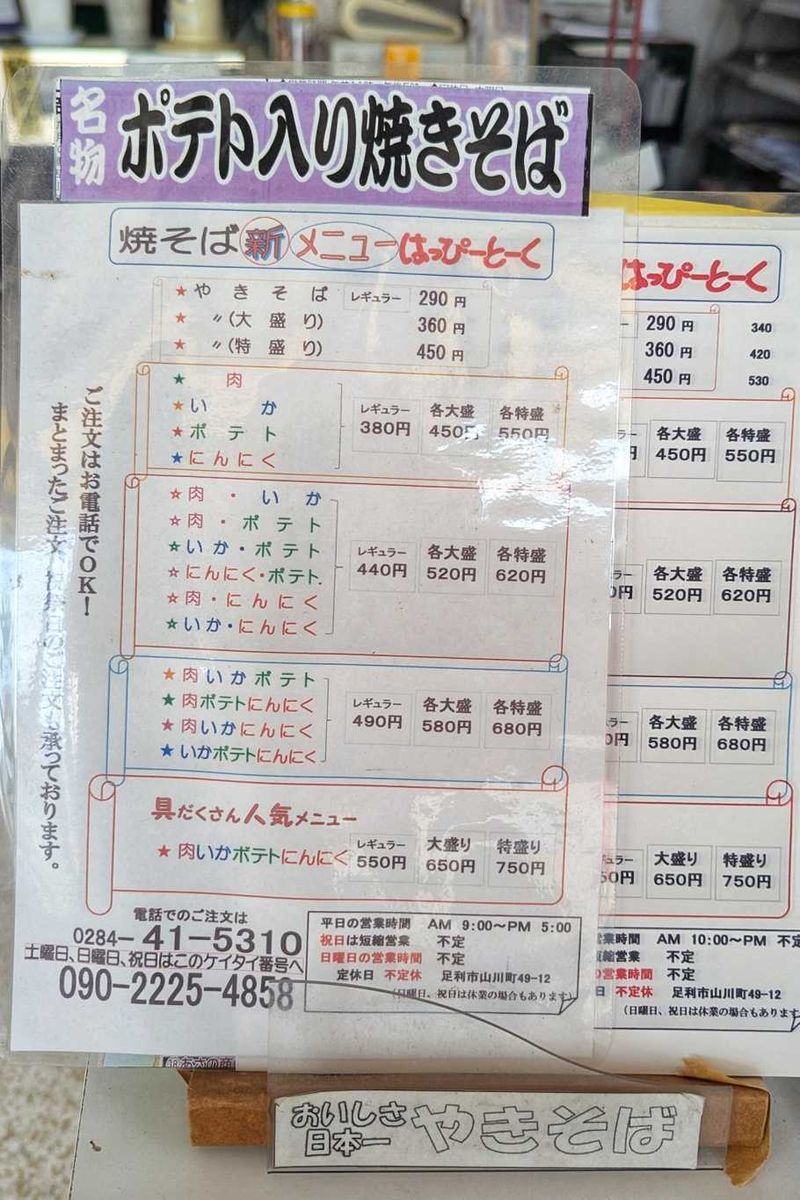 名物 ポテト入り焼きそば
焼そば 新 メニュー はっぴーとーく
★やきそば レギュラー 290円
★〃(大盛り) 360円
★〃(特盛り) 450円
★肉
★いか
★ポテト
★にんにく
レギュラー 各大盛 各特盛
380円 450円 550円
☆肉・いか
☆肉・ポテト
☆いか・ポテト
☆にんにく・ポテト.
☆肉・にんにく
☆いか・にんにく
レギュラー 各大盛 各特盛
440円 520円 620円
★肉いかポテト
★肉ポテトにんにく
★肉いかにんにく
★いかポテトにんにく
レギュラー 各大盛 各特盛
490円 580円 680円
具だくさん人気メニュー
★肉いかポテトにんにく
レギュラー 大盛り 特盛り
550円 650円 750円
ご注文はお電話でOK!
まとまったご注文 のご注文も承っております。
電話でのご注文は
0284-41-5310
土曜日、日曜日、祝日はこのケイタイ番号へ
090-2225-4858
平日の営業時間 AM 9:00～PM 5:00
祝日は短縮営業 不定
日曜日の営業時間 不定
定休日 不定休 足利市山川町49-12
(日曜日、祝日は休業の場合もあります)
はっぴーとーく
290円 340
360円 420
450円 530
各大盛 各特盛
450円 550円
各大盛 各特盛
520円 620円
各大盛 各特盛
580円 680円
大盛り 特盛り
650円 750円
営業時間 AM 10:00～PM 不定
短縮営業 不定
の営業時間 不定
日 不定休 足利市山川町49-12
(日曜日、祝日は休業の場合もあります
おいしさ
日本一
やきそば